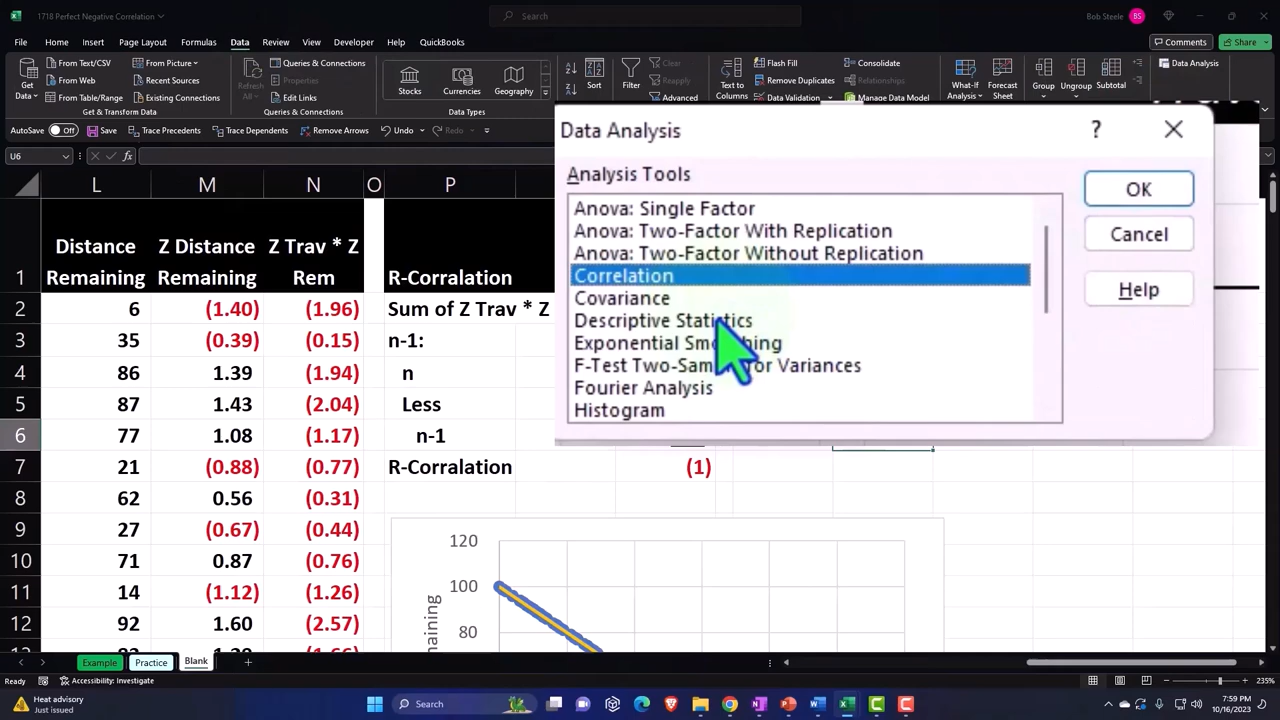 1718 Perfect Negative Correlation
Search
Bob Steele
BS
File
Home
Insert
Page Layout
Formulas
Data
Review
View
Developer
Help
QuickBooks
Comments
Share
Get
Data
From Text/CSV
From Web
From Table/Range
From Picture
Recent Sources
Existing Connections
Get & Transform Data
Refresh
All
Queries & Connections
Properties
Edit Links
Queries & Connections
Stocks
Currencies
Geography
Data Types
Sort
Filter
Clear
Reapply
Advanced
Text to
Columns
Flash Fill
Remove Duplicates
Data Validation
Consolidate
Relationships
Manage Data Model
What-If
Analysis
Forecast
Sheet
Group
Ungroup
Subtotal
Data Analysis
AutoSave
Off
Save
Trace Precedents
Trace Dependents
Remove Arrows
Undo
Redo
U6
fx
Data Analysis
?
Analysis Tools
Anova: Single Factor
Anova: Two-Factor With Replication
Anova: Two-Factor Without Replication
Correlation
Covariance
Descriptive Statistics
Exponential Smoothing
F-Test Two-Sam
or Variances
Fourier Analysis
Histogram
OK
Cancel
Help
L M N O P
1 Distance Remaining Z Distance Remaining Z Trav * Z Rem R-Corralation
2 6 (1.40) (1.96) Sum of Z Trav * Z
3 35 (0.39) (0.15) n-1:
4 86 1.39 (1.94) n
5 87 1.43 (2.04) Less
6 77 1.08 (1.17) n-1
7 21 (0.88) (0.77) R-Corralation (1)
8 62 0.56 (0.31)
9 27 (0.67) (0.44)
10 71 0.87 (0.76)
11 14 (1.12) (1.26)
12 92 1.60 (2.57)
120
100
80
maining
Example
Practice
Blank
Ready
Accessibility: Investigate
235%
Heat advisory
Just issued
Search
7:59 PM
10/16/2023